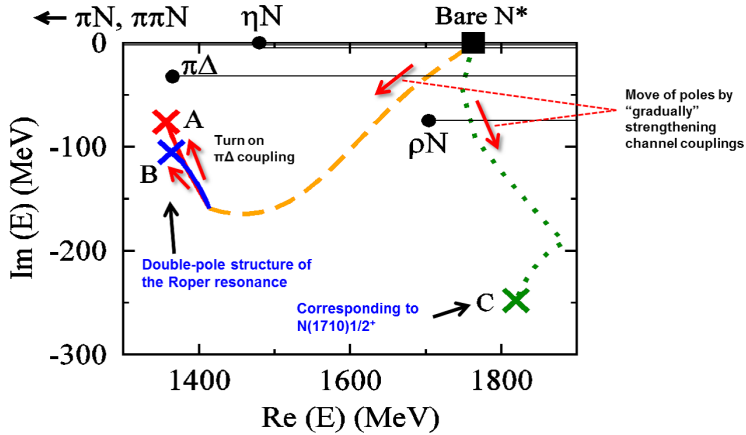 πN, ππN
ηN
Bare N*
0
πΔ
A
Turn on
πΔ coupling
Move of poles by
“gradually”
strengthening
channel couplings
ρN
-100
B
-200
Double-pole structure of
the Roper resonance
Corresponding to
N(1710)1/2⁺
C
-300
Im (E) (MeV)
1400
1600
1800
Re (E) (MeV)